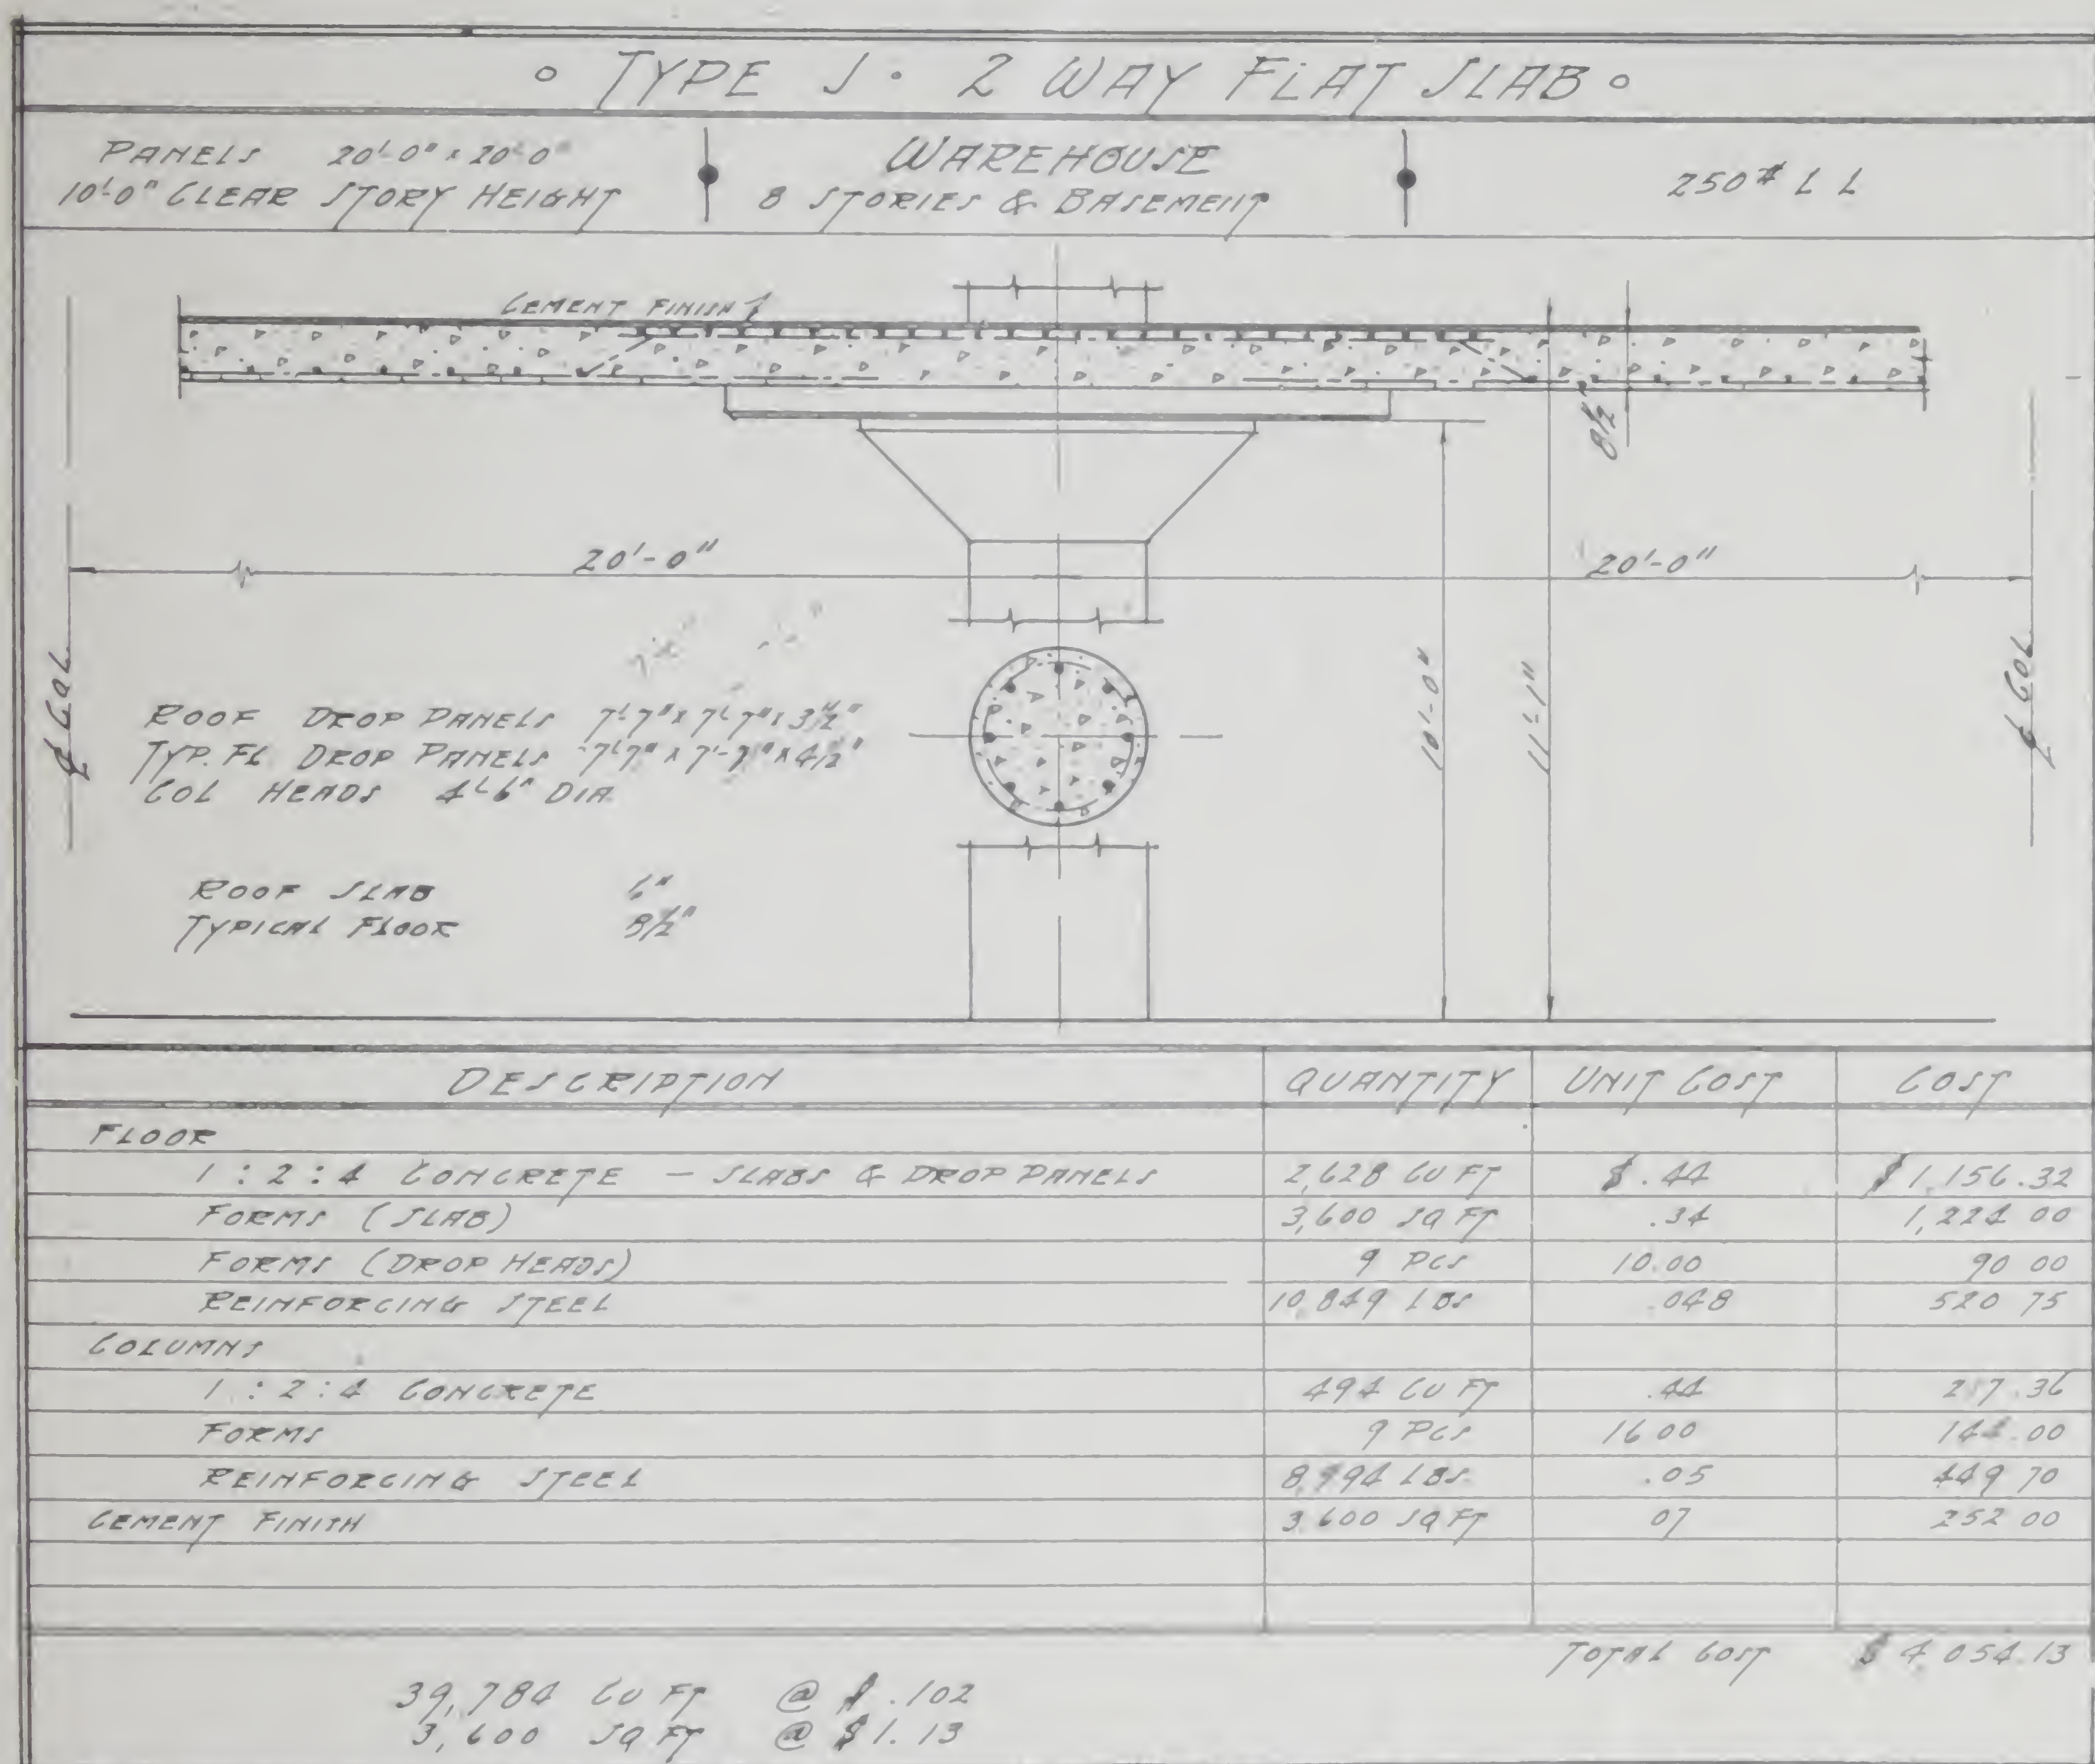 ° TYPE J · 2 WAY FLAT SLAB °
PANELS 20'-0" x 20'-0"
10'-0" CLEAR STORY HEIGHT
WAREHOUSE
8 STORIES & BASEMENT
250# L L
CEMENT FINISH
8½"
20'-0"
20'-0"
10'-0"
11'-1"
℄ COL
℄ COL
ROOF DROP PANELS 7'-7" x 7'-7" x 3½"
TYP. FL DROP PANELS 7'-7" x 7'-7" x 4½"
COL HEADS 4'-6" DIA
ROOF SLAB 6"
TYPICAL FLOOR 8½"
DESCRIPTION QUANTITY UNIT COST COST
FLOOR
1 : 2 : 4 CONCRETE — SLABS & DROP PANELS 2,628 CU FT $ .44 $ 1,156.32
FORMS (SLAB) 3,600 SQ FT .34 1,224 00
FORMS (DROP HEADS) 9 PCS 10.00 90 00
REINFORCING STEEL 10,849 LBS .048 520 75
COLUMNS
1 : 2 : 4 CONCRETE 494 CU FT .44 217.36
FORMS 9 PCS 16 00 144.00
REINFORCING STEEL 8,994 LBS. .05 449 70
CEMENT FINISH 3,600 SQ FT 07 252 00
TOTAL COST $ 4 054.13
39,784 CU FT @ $ .102
3,600 SQ FT @ $1.13